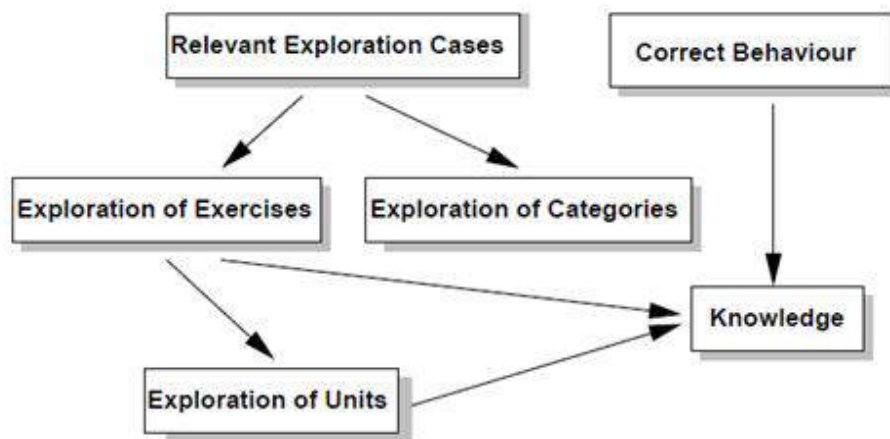 Relevant Exploration Cases
Correct Behaviour
Exploration of Exercises
Exploration of Categories
Knowledge
Exploration of Units